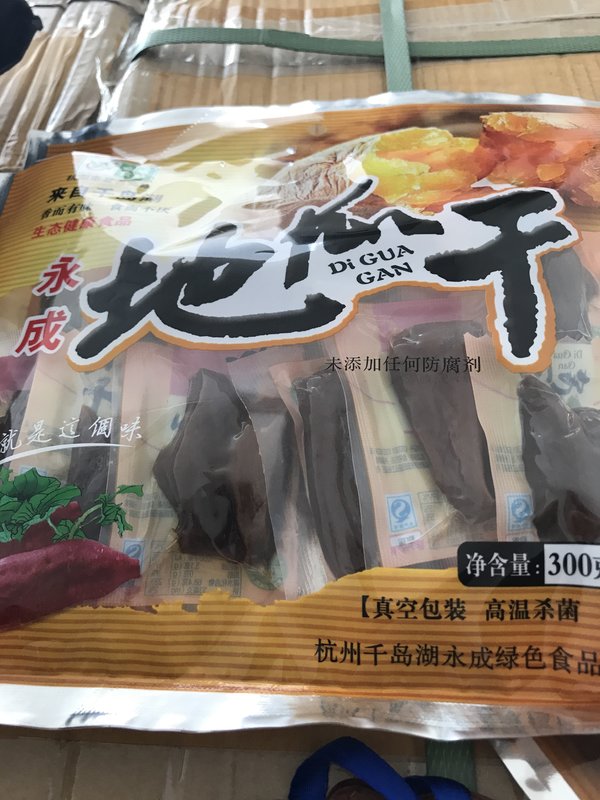 来自千岛湖
生态健康食品
永成
地瓜干
Di GUA
GAN
未添加任何防腐剂
就是这個味
净含量: 300克
【真空包装 高温杀菌
杭州千岛湖永成绿色食品